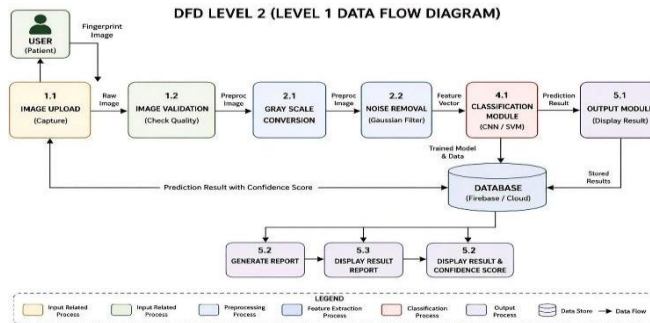 DFD LEVEL 2 (LEVEL 1 DATA FLOW DIAGRAM)
USER
(Patient)
Fingerprint
Image
1.1
IMAGE UPLOAD
(Capture)
Raw
Image
1.2
IMAGE VALIDATION
(Check Quality)
Preproc
Image
2.1
GRAY SCALE
CONVERSION
Preproc
Image
2.2
NOISE REMOVAL
(Gaussian Filter)
Feature
Vector
4.1
CLASSIFICATION
MODULE
(CNN / SVM)
Prediction
Result
5.1
OUTPUT MODULE
(Display Result)
Trained Model
& Data
Stored
Results
Prediction Result with Confidence Score
DATABASE
(Firebase / Cloud)
5.2
GENERATE REPORT
5.3
DISPLAY RESULT
REPORT
5.2
DISPLAY RESULT &
CONFIDENCE SCORE
LEGEND
Input Related
Process
Input Related
Process
Preprocessing
Process
Feature Extraction
Process
Classification
Process
Output
Process
Data Store
Data Flow